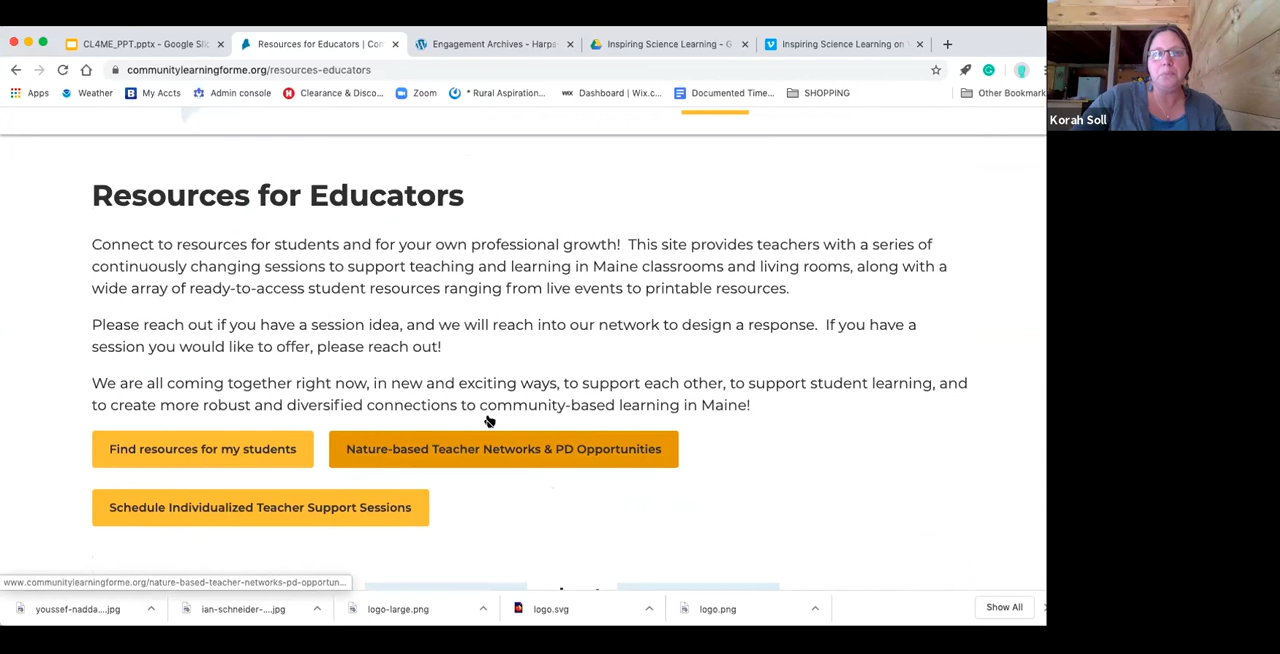 CL4ME_PPT.pptx - Google Slic
Resources for Educators | Con
Engagement Archives - Harps
Inspiring Science Learning - G
Inspiring Science Learning on V
communitylearningforme.org/resources-educators
Apps
Weather
My Accts
Admin console
Clearance & Disco...
Zoom
* Rural Aspiration...
Dashboard | Wix.c...
Documented Time...
SHOPPING
Other Bookmark
Korah Soll
Resources for Educators
Connect to resources for students and for your own professional growth! This site provides teachers with a series of
continuously changing sessions to support teaching and learning in Maine classrooms and living rooms, along with a
wide array of ready-to-access student resources ranging from live events to printable resources.
Please reach out if you have a session idea, and we will reach into our network to design a response. If you have a
session you would like to offer, please reach out!
We are all coming together right now, in new and exciting ways, to support each other, to support student learning, and
to create more robust and diversified connections to community-based learning in Maine!
Find resources for my students
Nature-based Teacher Networks & PD Opportunities
Schedule Individualized Teacher Support Sessions
www.communitylearningforme.org/nature-based-teacher-networks-pd-opportun...
youssef-nadda....jpg
ian-schneider-....jpg
logo-large.png
logo.svg
logo.png
Show All